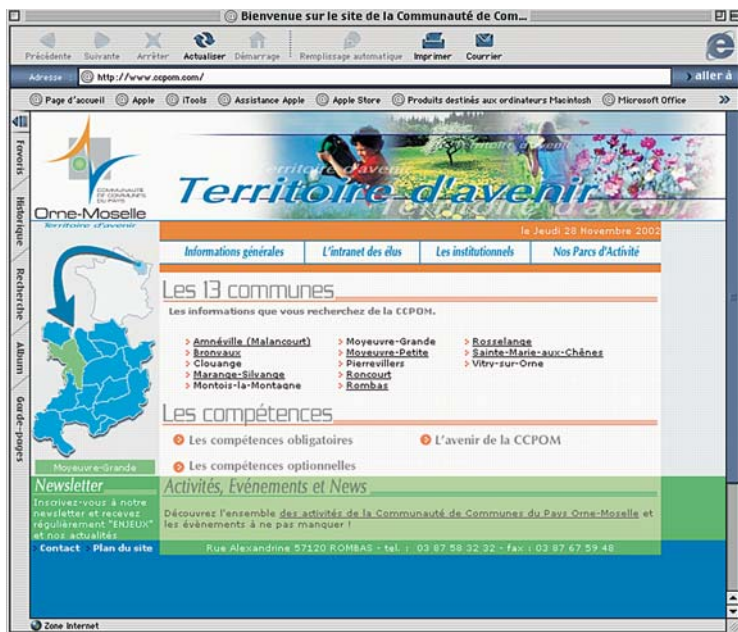 Bienvenue sur le site de la Communauté de Com...
Précédente Suivante Arrêter Actualiser Démarrage Remplissage automatique Imprimer Courrier
Adresse : http://www.ccpom.com/ aller à
Page d'accueil Apple iTools Assistance Apple Apple Store Produits destinés aux ordinateurs Macintosh Microsoft Office
Favoris
Historique
Recherche
Album
Garde-pages
COMMUNAUTÉ
DE COMMUNES
DU PAYS
Orne-Moselle
Territoire d'avenir
Territoire d'avenir
le Jeudi 28 Novembre 2002
Informations générales L'intranet des élus Les institutionnels Nos Parcs d'Activité
Les 13 communes
Les informations que vous recherchez de la CCPOM.
> Amnéville (Malancourt) > Moyeuvre-Grande > Rosselange
> Bronvaux > Moyeuvre-Petite > Sainte-Marie-aux-Chênes
> Clouange > Pierrevillers > Vitry-sur-Orne
> Marange-Silvange > Roncourt
> Montois-la-Montagne > Rombas
Les compétences
Les compétences obligatoires L'avenir de la CCPOM
Les compétences optionnelles
Moyeuvre-Grande
Newsletter
Inscrivez-vous à notre
newsletter et recevez
régulièrement "ENJEUX"
et nos actualités
> Contact > Plan du site
Activités, Evénements et News
Découvrez l'ensemble des activités de la Communauté de Communes du Pays Orne-Moselle et
les évènements à ne pas manquer !
Rue Alexandrine 57120 ROMBAS - tel. : 03 87 58 32 32 - fax : 03 87 67 59 48
Zone Internet